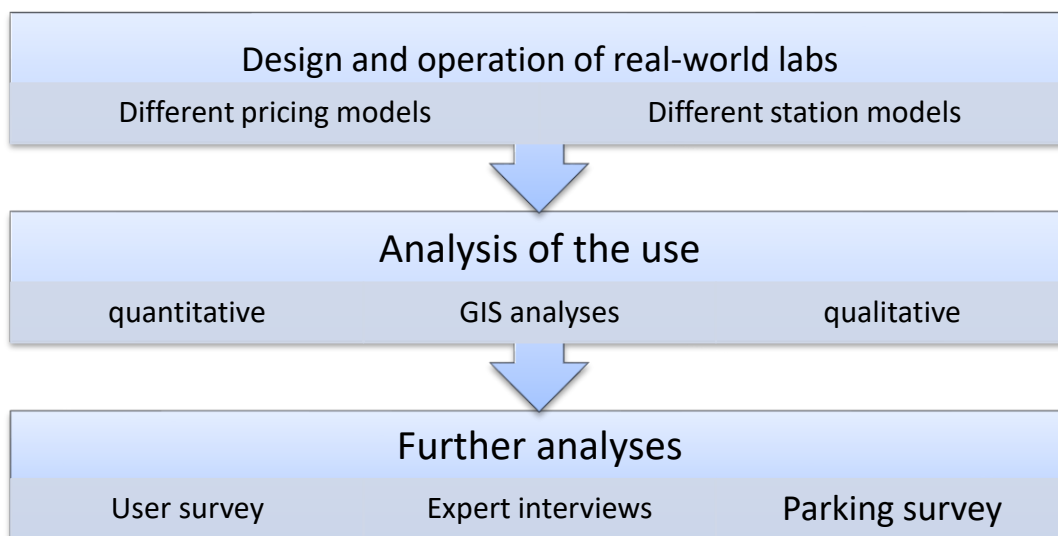 Design and operation of real-world labs
Different pricing models Different station models
Analysis of the use
quantitative GIS analyses qualitative
Further analyses
User survey Expert interviews Parking survey